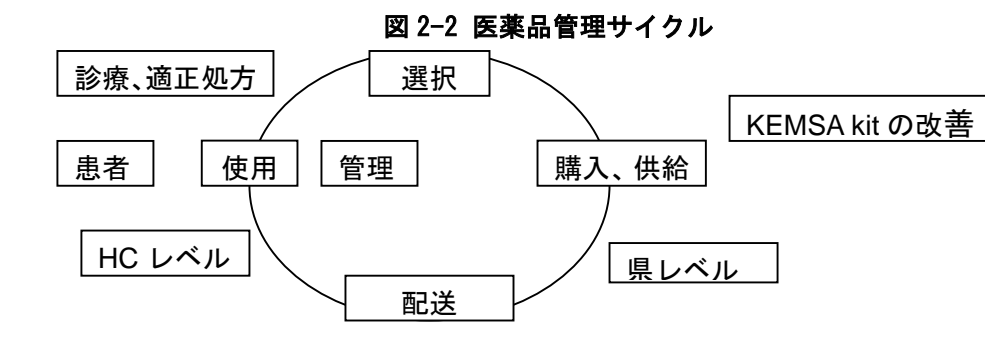 図 2-2 医薬品管理サイクル
診療、適正処方
選択
KEMSA kit の改善
患者
使用
管理
購入、供給
HC レベル
県レベル
配送